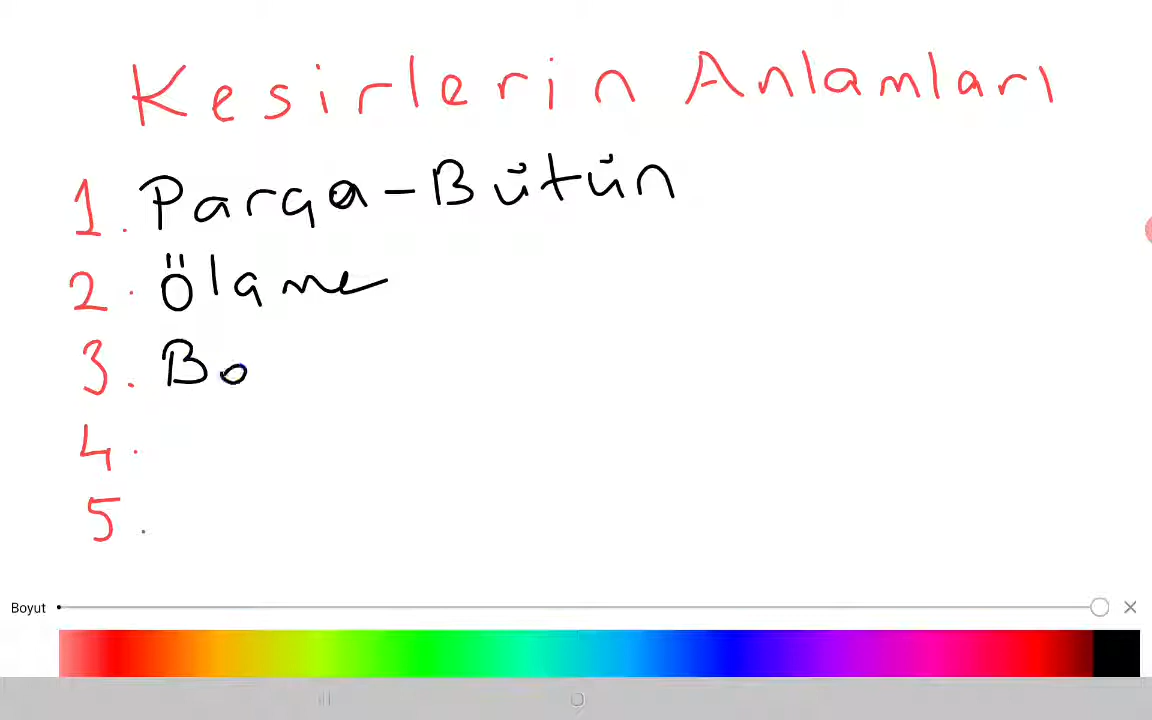 Kesirlerin Anlamları
1. Parça-Bütün
2. Ölçme
3. Bo
4.
5.
Boyut